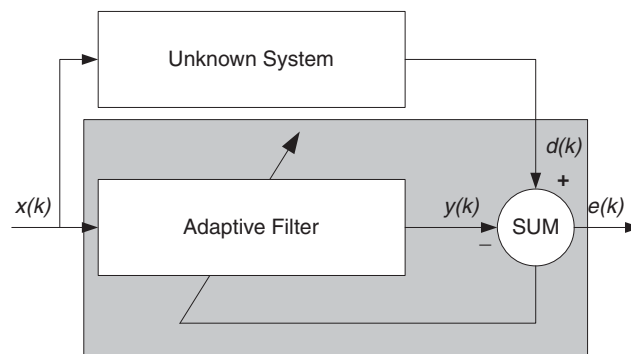 Unknown System
d(k)
+
x(k)
Adaptive Filter
y(k)
SUM
e(k)
–